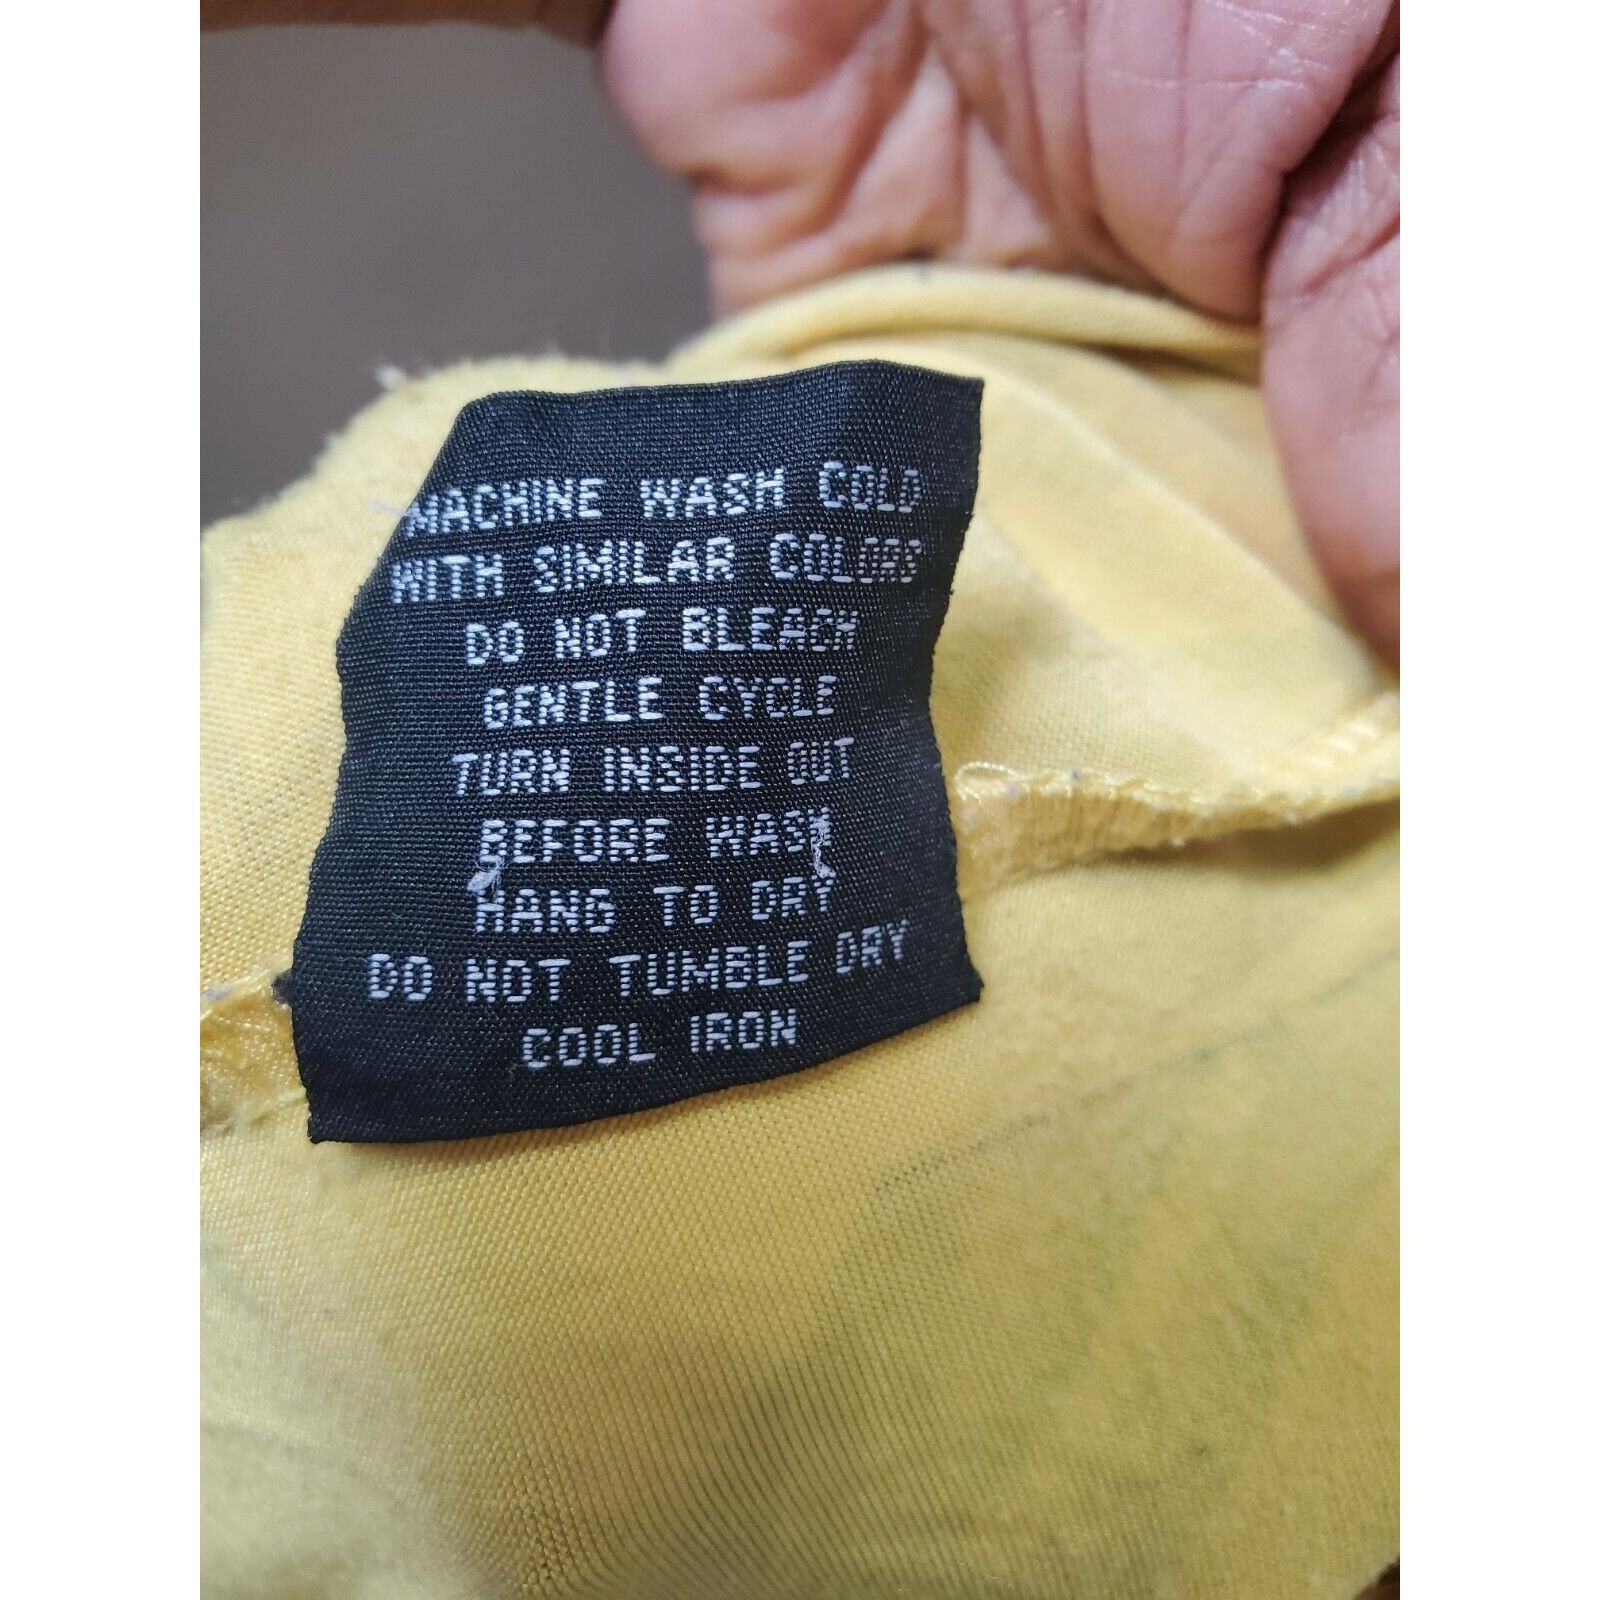 MACHINE WASH COLD
WITH SIMILAR COLORS
DO NOT BLEACH
GENTLE CYCLE
TURN INSIDE OUT
BEFORE WASH
HANG TO DRY
DO NOT TUMBLE DRY
COOL IRON